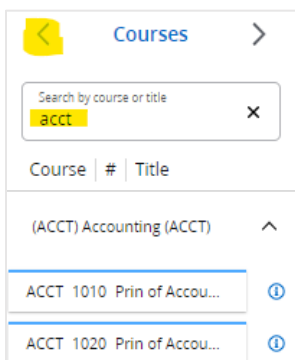 Courses
Search by course or title
acct
Course # Title
(ACCT) Accounting (ACCT)
ACCT 1010 Prin of Accou...
ACCT 1020 Prin of Accou...